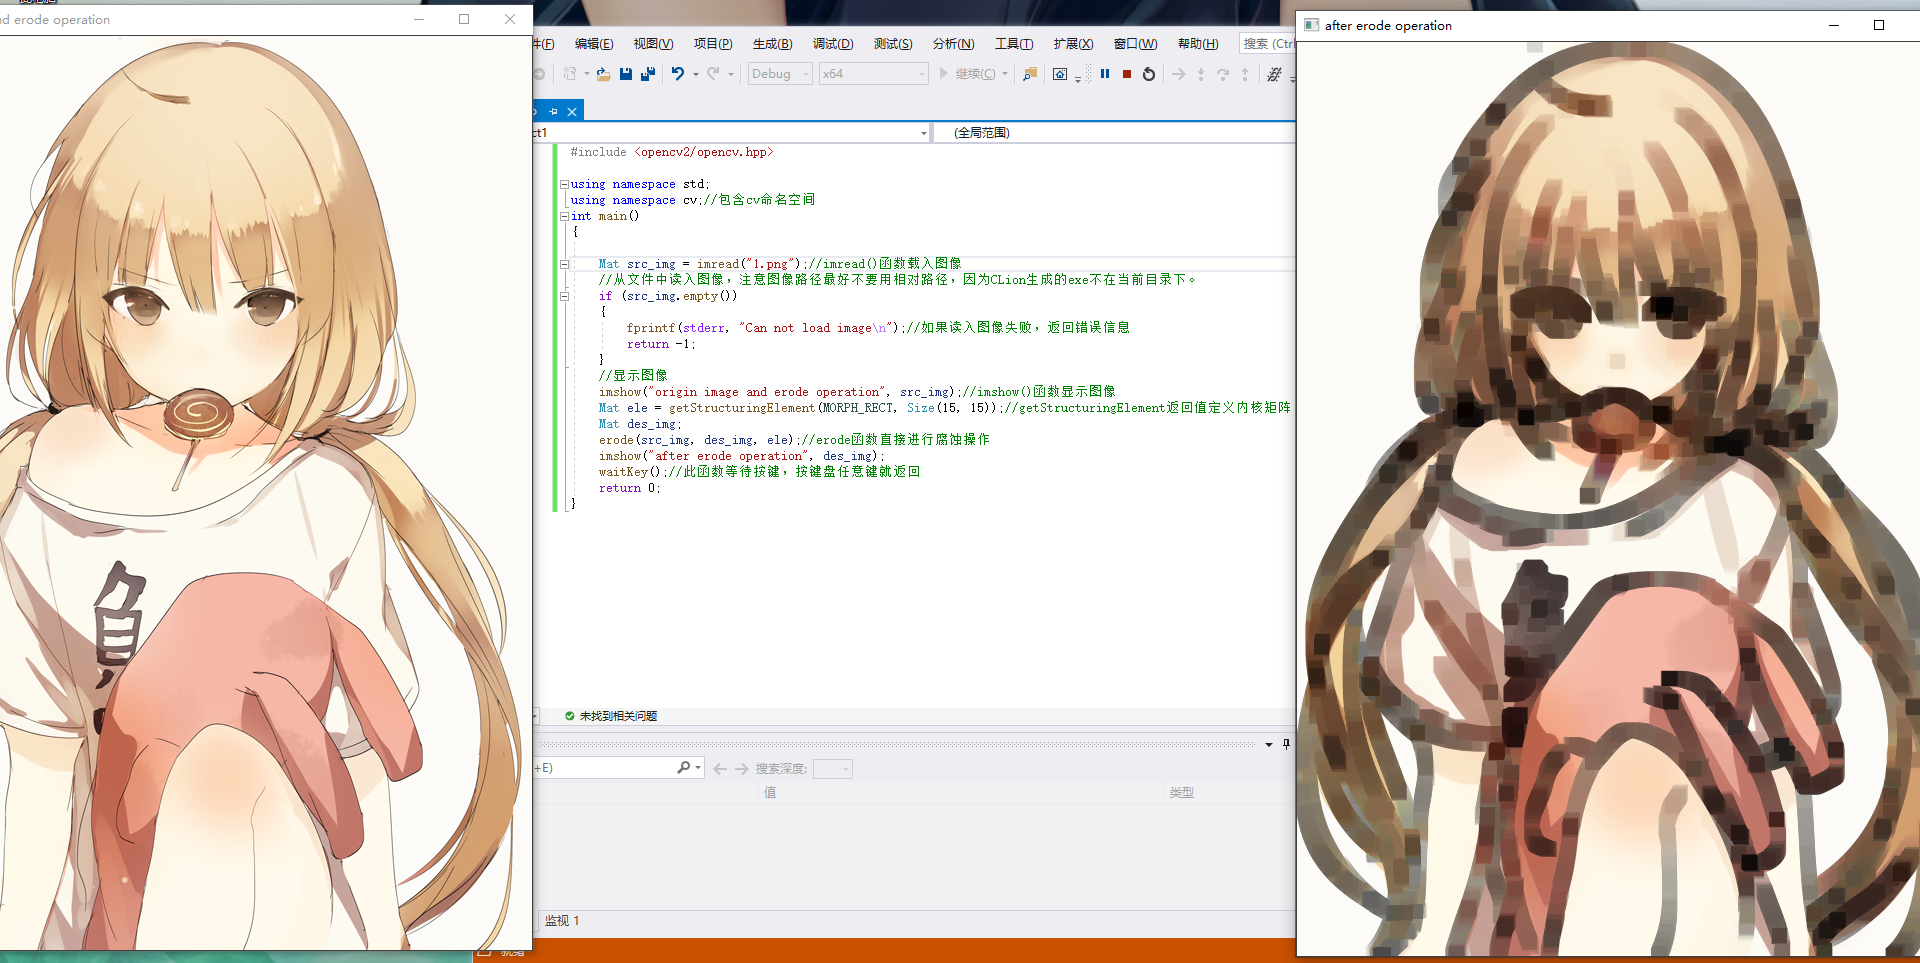 nd erode operation
件(F) 编辑(E) 视图(V) 项目(P) 生成(B) 调试(D) 测试(S) 分析(N) 工具(T) 扩展(X) 窗口(W) 帮助(H) 搜索 (Ctrl
Debug x64 继续(C)
ct1 (全局范围)
#include <opencv2/opencv.hpp>
using namespace std;
using namespace cv;//包含cv命名空间
int main()
{
Mat src_img = imread("1.png");//imread()函数载入图像
//从文件中读入图像，注意图像路径最好不要用相对路径，因为CLion生成的exe不在当前目录下。
if (src_img.empty())
{
fprintf(stderr, "Can not load image\n");//如果读入图像失败，返回错误信息
return -1;
}
//显示图像
imshow("origin image and erode operation", src_img);//imshow()函数显示图像
Mat ele = getStructuringElement(MORPH_RECT, Size(15, 15));//getStructuringElement返回值定义内核矩阵
Mat des_img;
erode(src_img, des_img, ele);//erode函数直接进行腐蚀操作
imshow("after erode operation", des_img);
waitKey();//此函数等待按键，按键盘任意键就返回
return 0;
}
未找到相关问题
+E) 搜索深度:
值 类型
监视 1
after erode operation
負